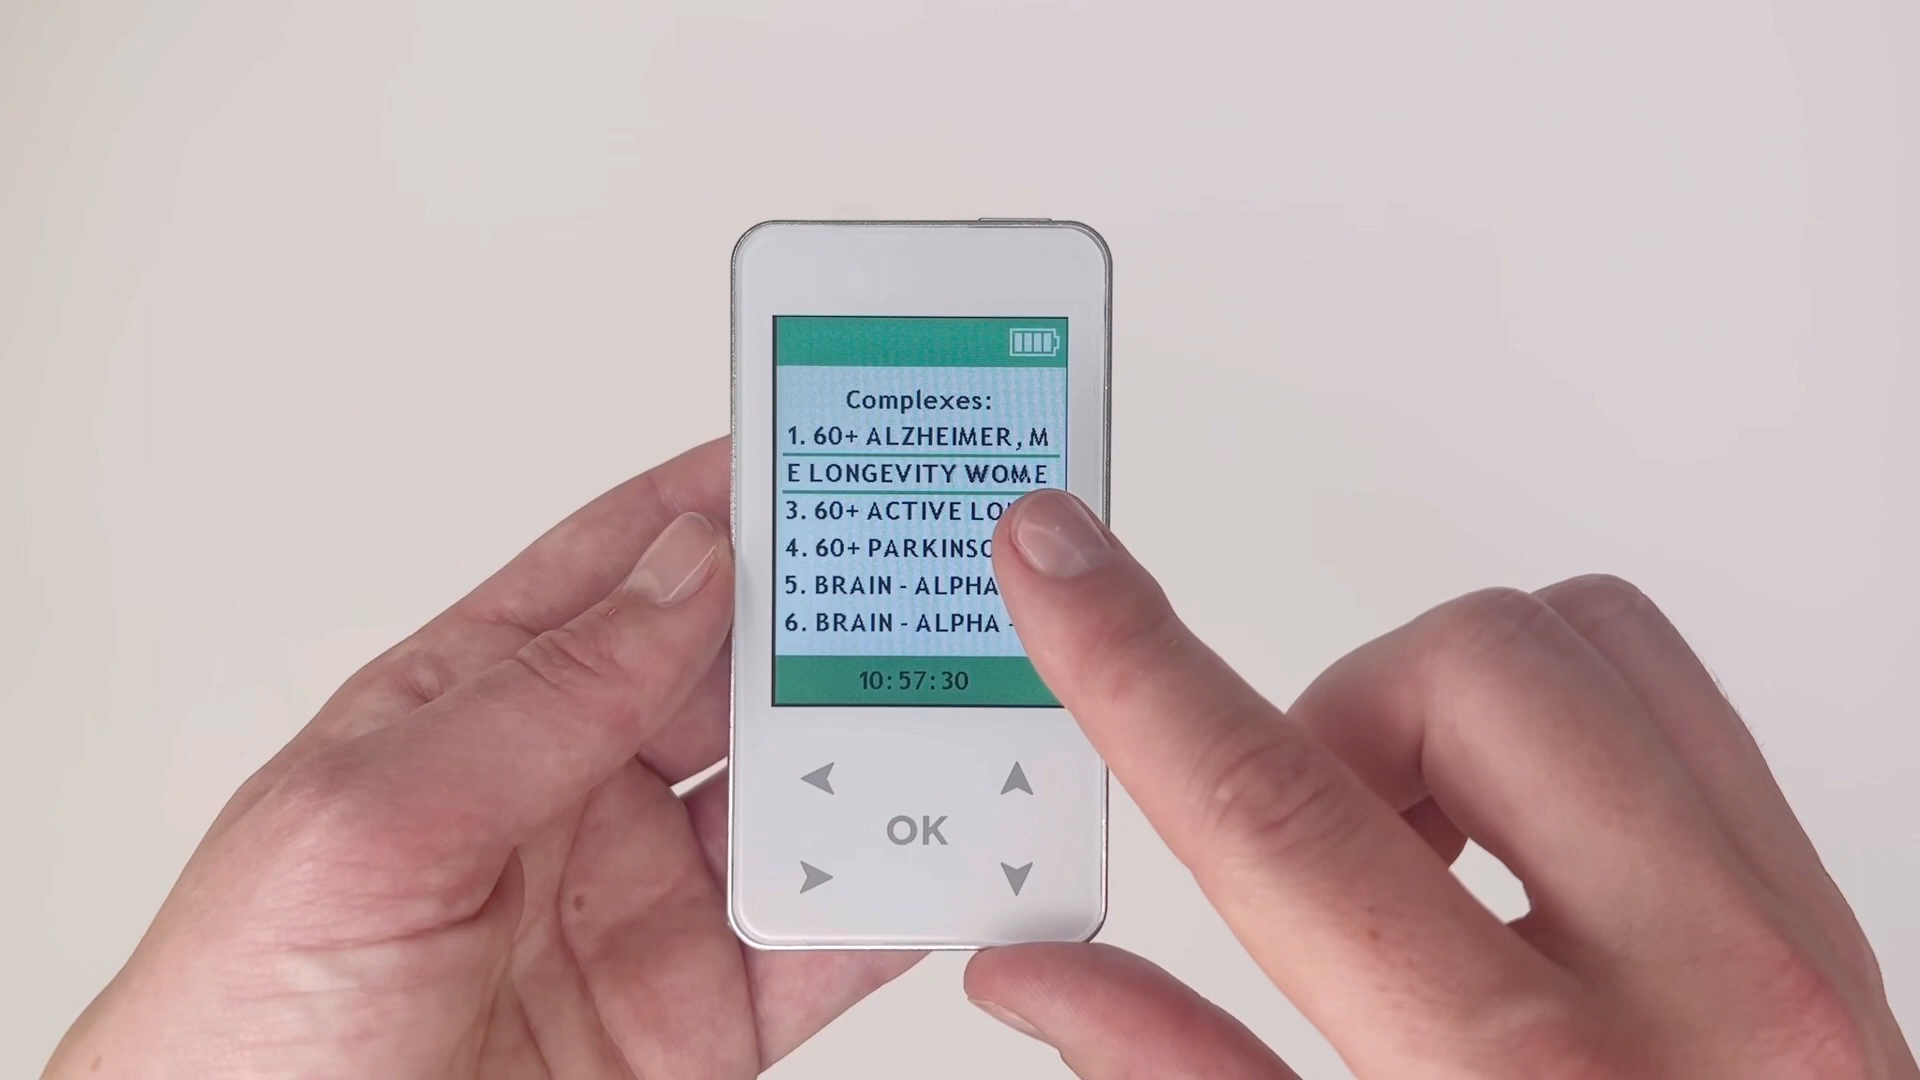 Complexes:
1. 60+ ALZHEIMER, M
E LONGEVITY WOME
3. 60+ ACTIVE LO
4. 60+ PARKINSO
5. BRAIN - ALPHA
6. BRAIN - ALPHA -
10:57:30
OK